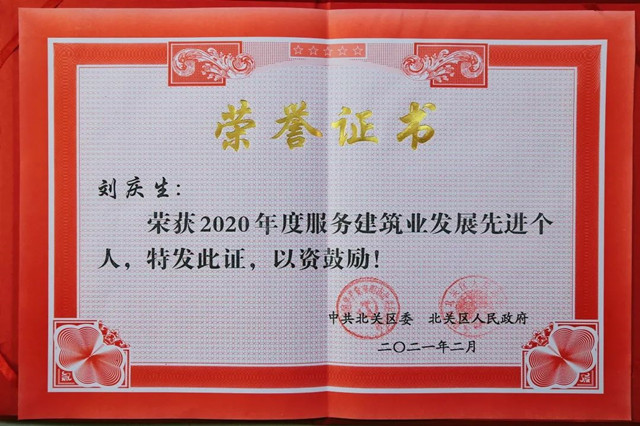 荣誉证书
刘庆生：
荣获2020年度服务建筑业发展先进个
人，特发此证，以资鼓励！
中共北关区委 北关区人民政府
二〇二一年二月